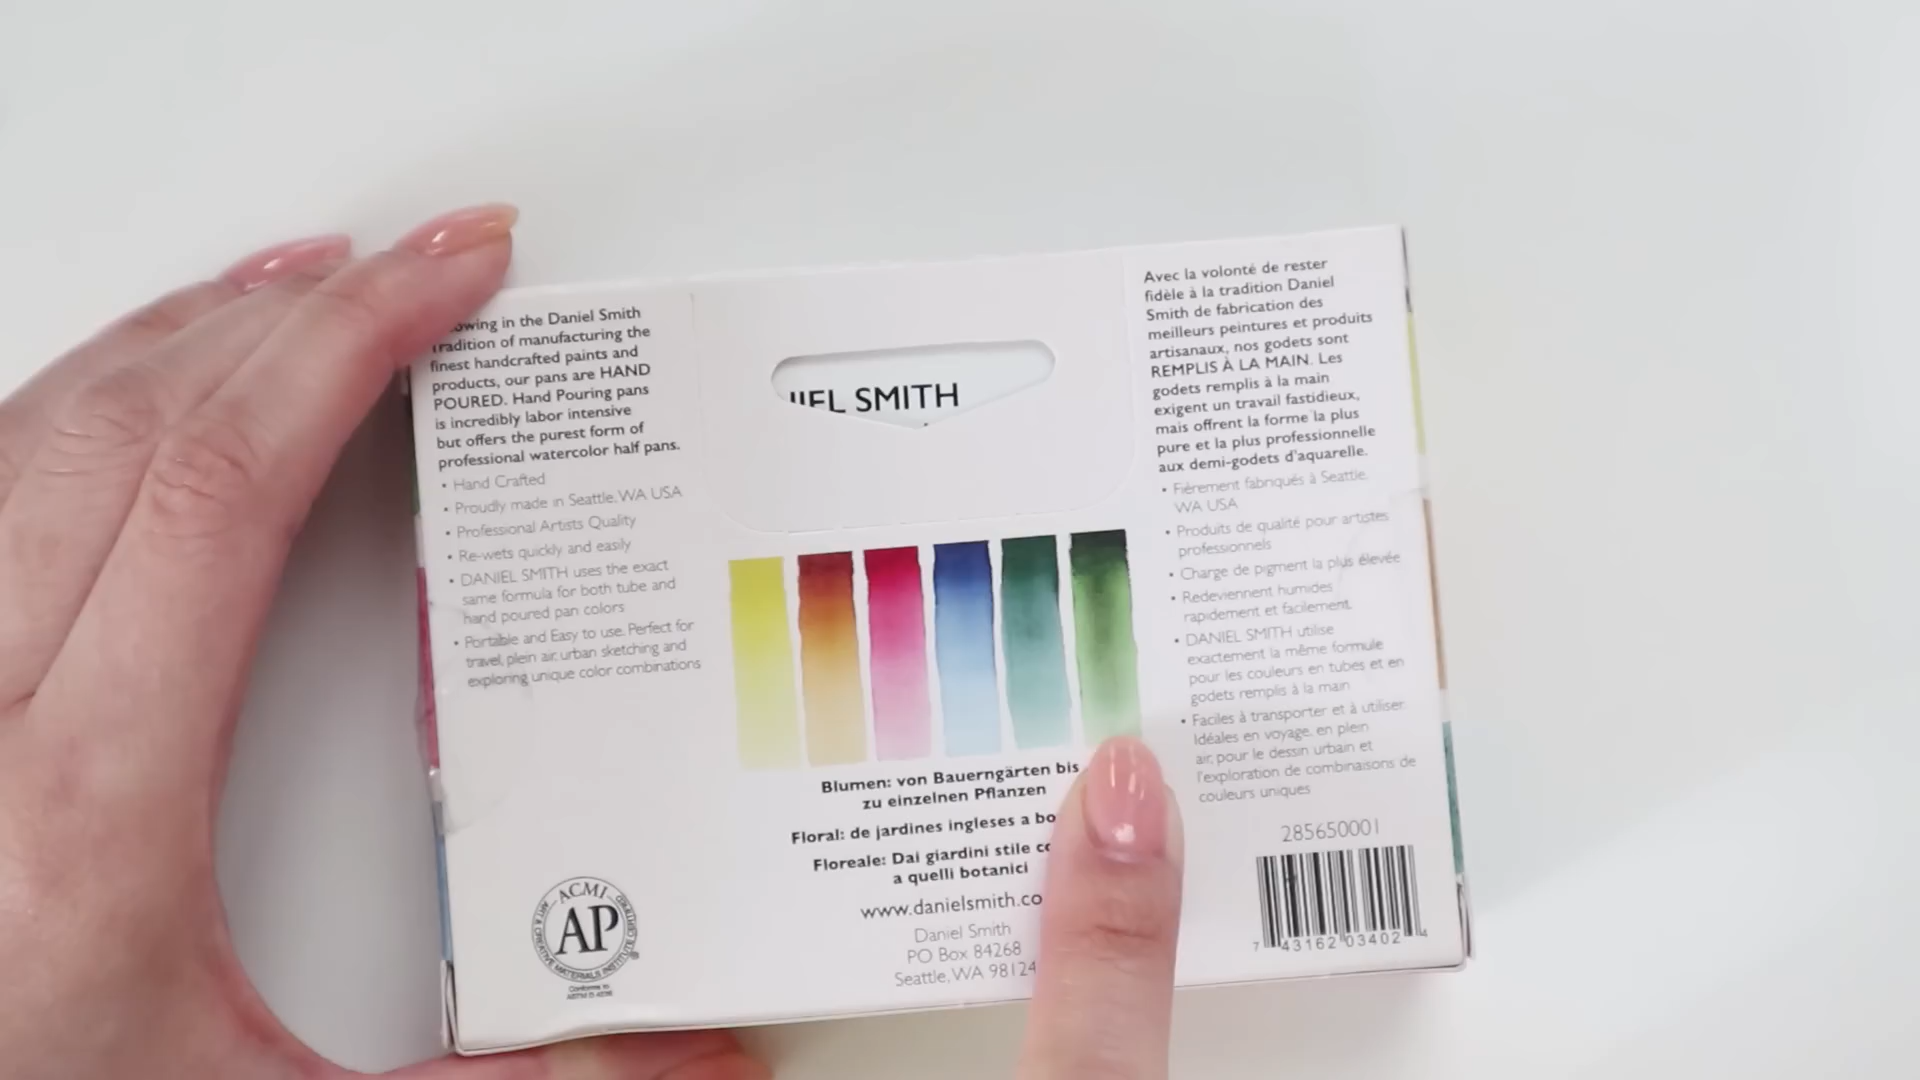 in the Daniel Smith
Tradition of manufacturing the
finest handcrafted paints and
products, our pans are HAND
POURED. Hand Pouring pans
is incredibly labor intensive
but offers the purest form of
professional watercolor half pans.
• Hand Crafted
• Proudly made in Seattle, WA USA
• Professional Artists Quality
• Re-wets quickly and easily
• DANIEL SMITH uses the exact
same formula for both tube and
hand poured pan colors
• Portable and Easy to use. Perfect for
travel, plein air, urban sketching and
exploring unique color combinations
ACMI
AP
ART & CREATIVE MATERIALS INSTITUTE CERTIFIED
Conforms to
ASTM D 4236
IEL SMITH
Blumen: von Bauerngärten bis
zu einzelnen Pflanzen
Floral: de jardines ingleses a
Floreale: Dai giardini stile
a quelli botanici
www.danielsmith.co
Daniel Smith
PO Box 84268
Seattle, WA 98124
Avec la volonté de rester
fidèle à la tradition Daniel
Smith de fabrication des
meilleurs peintures et produits
artisanaux, nos godets sont
REMPLIS À LA MAIN. Les
godets remplis à la main
exigent un travail fastidieux,
mais offrent la forme la plus
pure et la plus professionnelle
aux demi-godets d'aquarelle.
• Fièrement fabriqués à Seattle,
WA USA
• Produits de qualité pour artistes
professionnels
• Charge de pigment la plus élevée
• Redeviennent humides
rapidement et facilement.
• DANIEL SMITH utilise
exactement la même formule
pour les couleurs en tubes et en
godets remplis à la main
• Faciles à transporter et à utiliser.
Idéales en voyage, en plein
air, pour le dessin urbain et
l'exploration de combinaisons de
couleurs uniques
285650001
7 43162 03402 4